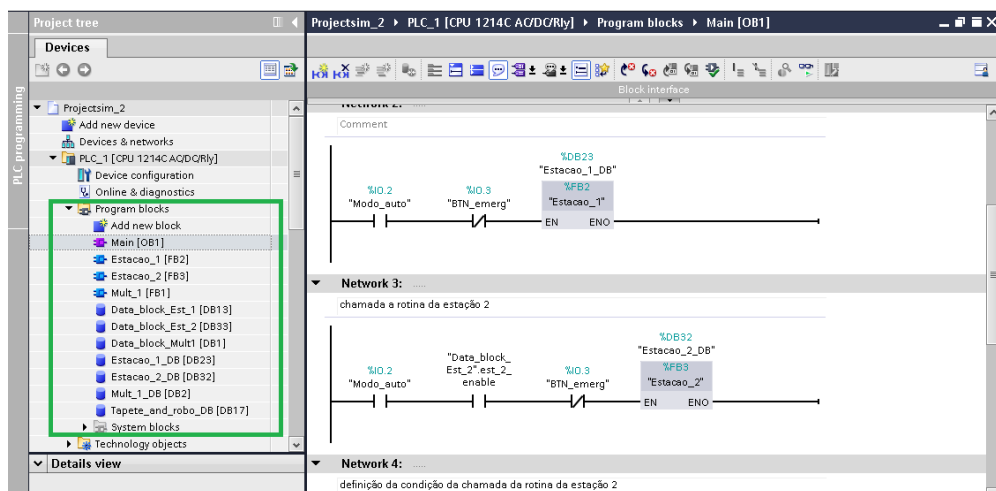 Project tree
Projectsim_2 ▸ PLC_1 [CPU 1214C AC/DC/Rly] ▸ Program blocks ▸ Main [OB1]
Devices
PLC programming
Block interface
Projectsim_2
Add new device
Devices & networks
PLC_1 [CPU 1214C AC/DC/Rly]
Device configuration
Online & diagnostics
Program blocks
Add new block
Main [OB1]
Estacao_1 [FB2]
Estacao_2 [FB3]
Mult_1 [FB1]
Data_block_Est_1 [DB13]
Data_block_Est_2 [DB33]
Data_block_Mult1 [DB1]
Estacao_1_DB [DB23]
Estacao_2_DB [DB32]
Mult_1_DB [DB2]
Tapete_and_robo_DB [DB17]
System blocks
Technology objects
Details view
Network 2: .....
Comment
%DB23
"Estacao_1_DB"
%I0.2
"Modo_auto"
%I0.3
"BTN_emerg"
%FB2
"Estacao_1"
EN ENO
Network 3: .....
chamada a rotina da estação 2
%DB32
"Estacao_2_DB"
%I0.2
"Modo_auto"
"Data_block_
Est_2".est_2_
enable
%I0.3
"BTN_emerg"
%FB3
"Estacao_2"
EN ENO
Network 4: .....
definição da condição da chamada da rotina da estação 2